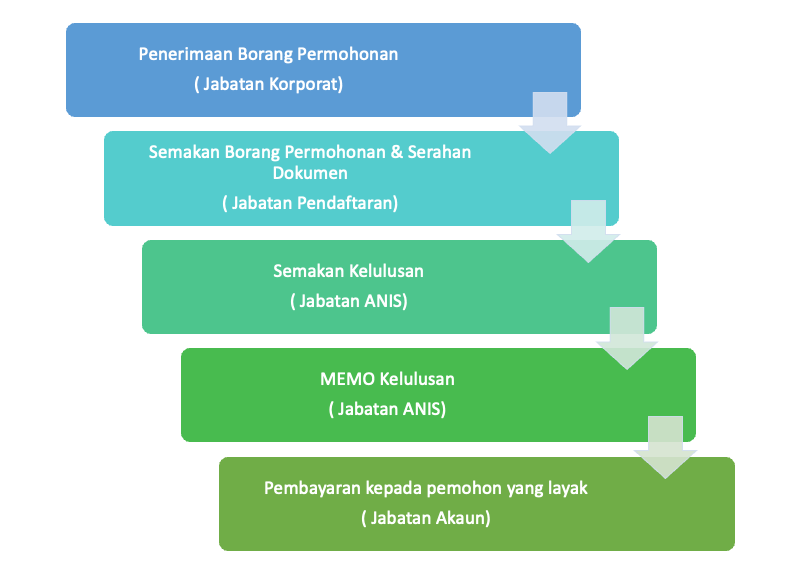 Penerimaan Borang Permohonan
( Jabatan Korporat)
Semakan Borang Permohonan & Serahan
Dokumen
( Jabatan Pendaftaran)
Semakan Kelulusan
( Jabatan ANIS)
MEMO Kelulusan
( Jabatan ANIS)
Pembayaran kepada pemohon yang layak
( Jabatan Akaun)